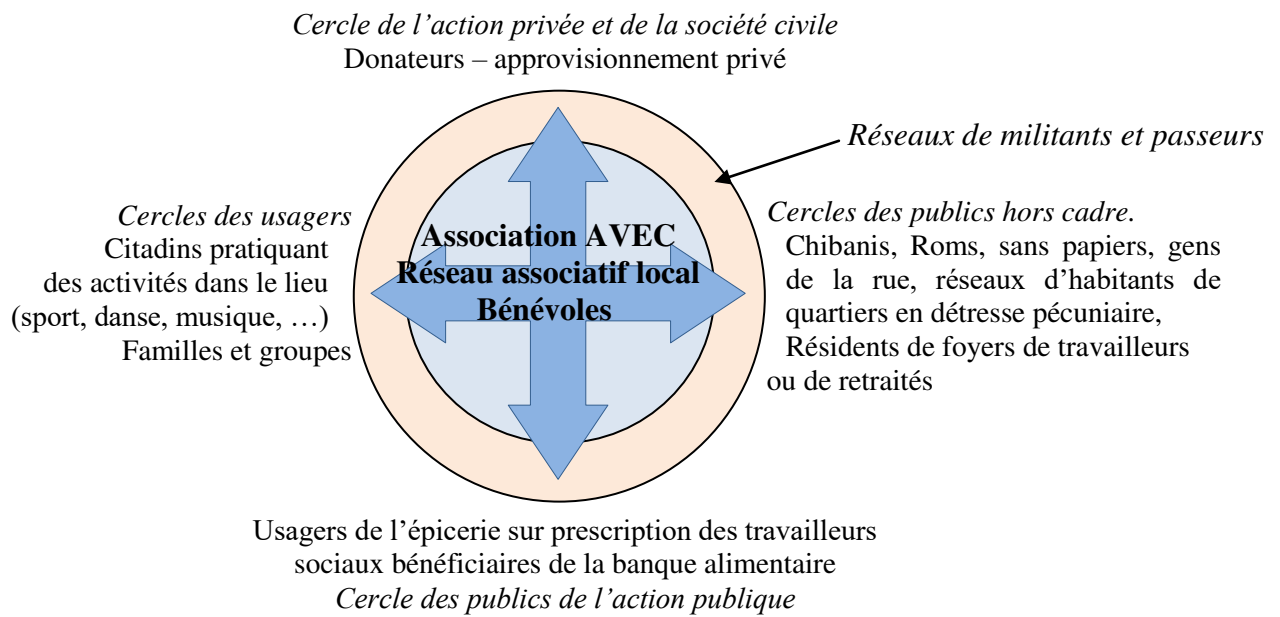 Cercle de l’action privée et de la société civile
Donateurs – approvisionnement privé
Réseaux de militants et passeurs
Cercles des usagers
Citadins pratiquant
des activités dans le lieu
(sport, danse, musique, …)
Familles et groupes
Association AVEC
Réseau associatif local
Bénévoles
Cercles des publics hors cadre.
Chibanis, Roms, sans papiers, gens
de la rue, réseaux d’habitants de
quartiers en détresse pécuniaire,
Résidents de foyers de travailleurs
ou de retraités
Usagers de l’épicerie sur prescription des travailleurs
sociaux bénéficiaires de la banque alimentaire
Cercle des publics de l’action publique